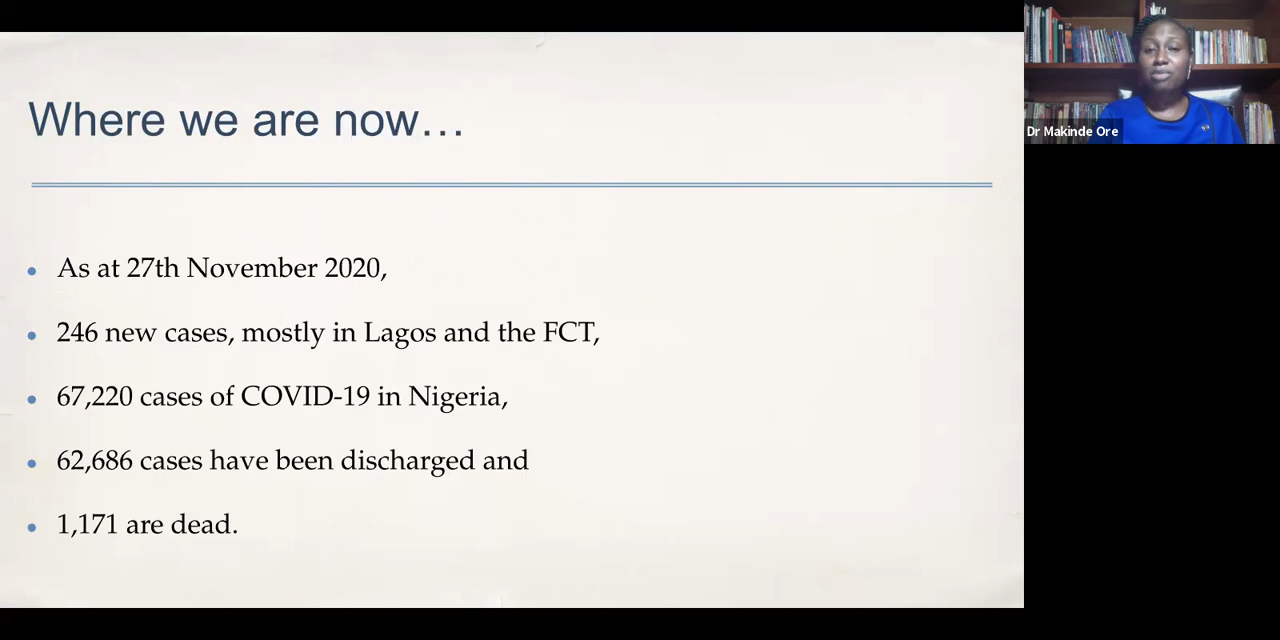 Where we are now…
As at 27th November 2020,
246 new cases, mostly in Lagos and the FCT,
67,220 cases of COVID-19 in Nigeria,
62,686 cases have been discharged and
1,171 are dead.
Dr Makinde Ore